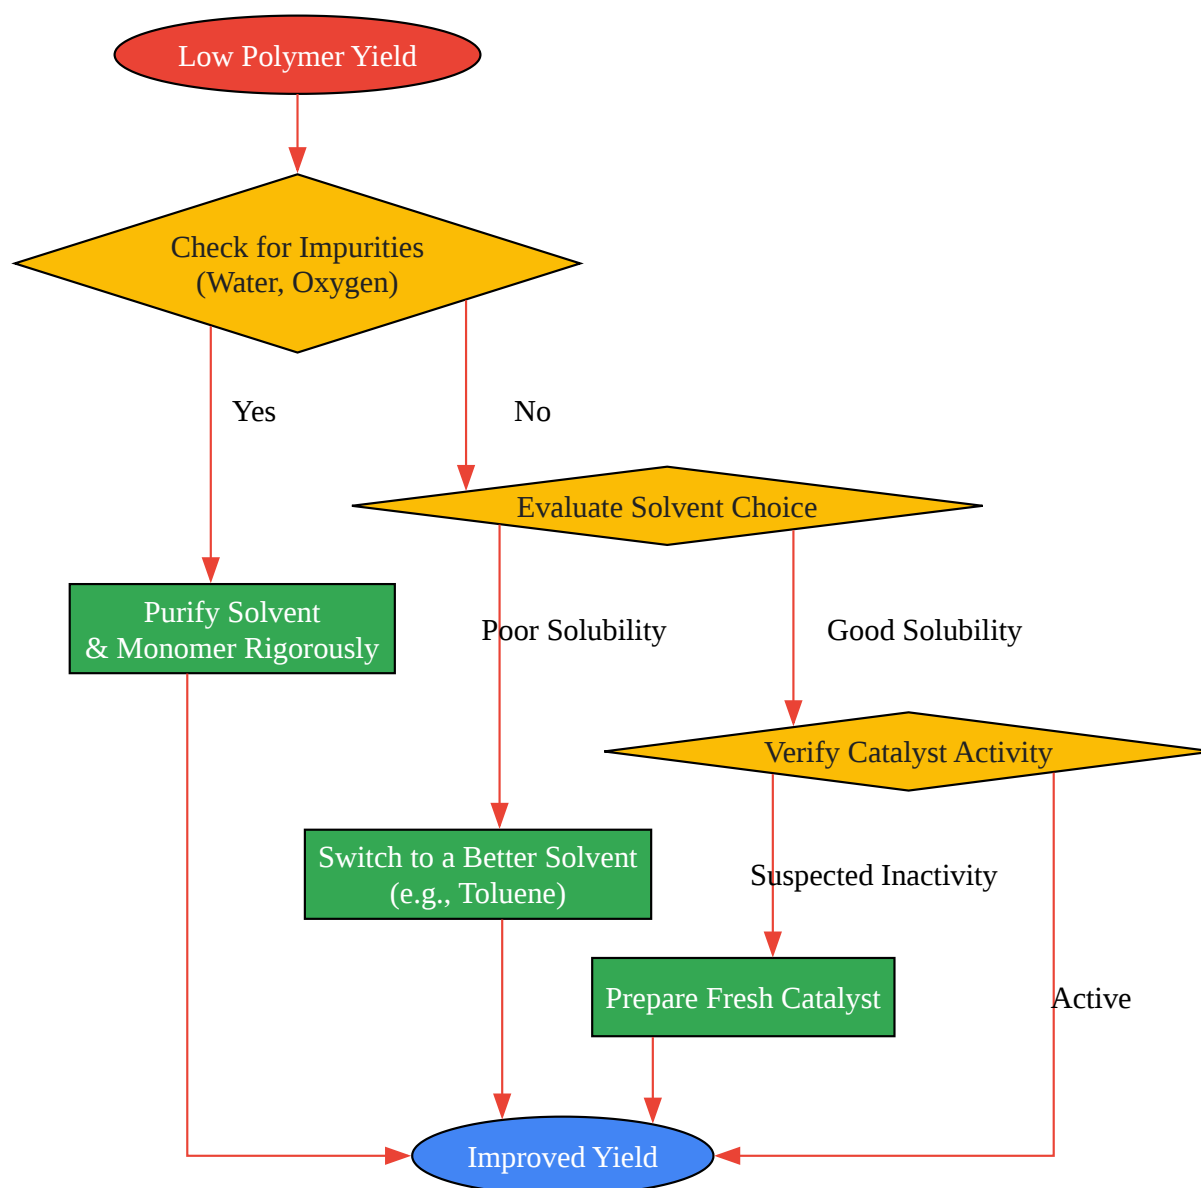 Low Polymer Yield
Check for Impurities
(Water, Oxygen)
Yes
No
Evaluate Solvent Choice
Purify Solvent
& Monomer Rigorously
Poor Solubility
Good Solubility
Verify Catalyst Activity
Switch to a Better Solvent
(e.g., Toluene)
Suspected Inactivity
Prepare Fresh Catalyst
Active
Improved Yield